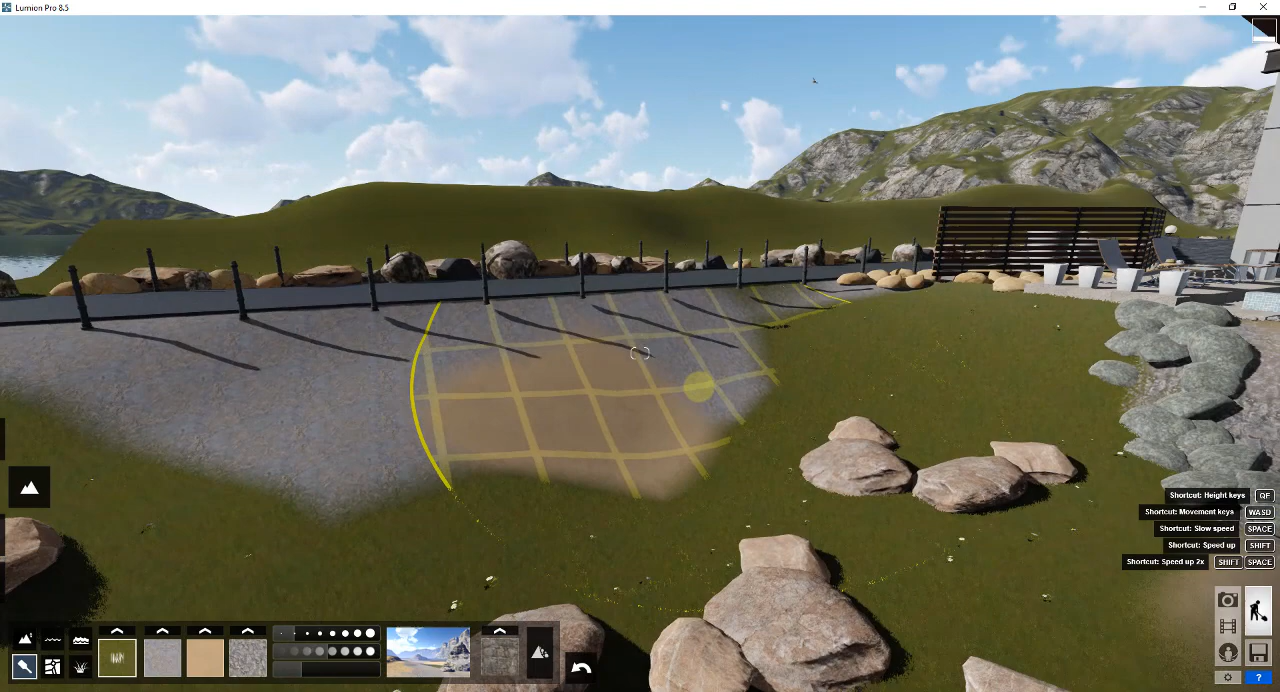 Lumion Pro 8.5
Shortcut: Height keys QE
Shortcut: Movement keys WASD
Shortcut: Slow speed SPACE
Shortcut: Speed up SHIFT
Shortcut: Speed up 2x SHIFT SPACE
?